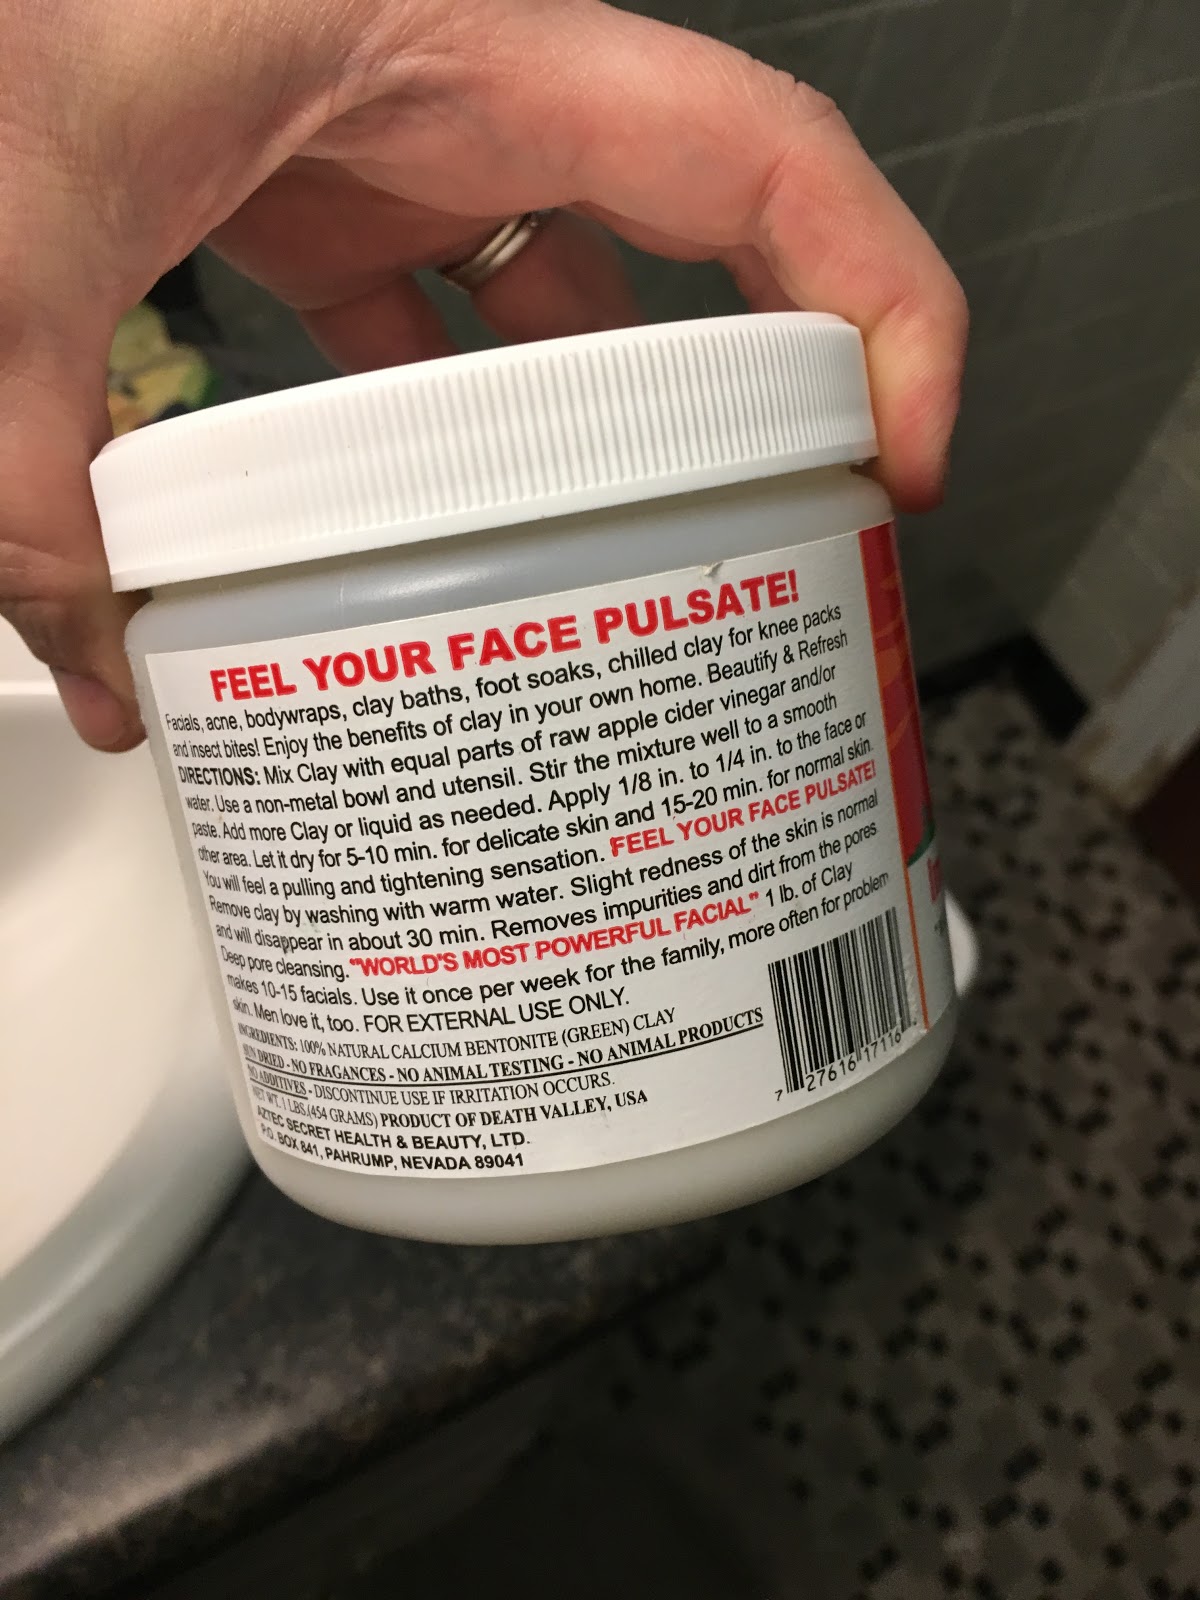 FEEL YOUR FACE PULSATE!
Facials, acne, bodywraps, clay baths, foot soaks, chilled clay for knee packs
and insect bites! Enjoy the benefits of clay in your own home. Beautify & Refresh
DIRECTIONS: Mix Clay with equal parts of raw apple cider vinegar and/or
water. Use a non-metal bowl and utensil. Stir the mixture well to a smooth
paste. Add more Clay or liquid as needed. Apply 1/8 in. to 1/4 in. to the face or
other area. Let it dry for 5-10 min. for delicate skin and 15-20 min. for normal skin.
You will feel a pulling and tightening sensation. FEEL YOUR FACE PULSATE!
Remove clay by washing with warm water. Slight redness of the skin is normal
and will disappear in about 30 min. Removes impurities and dirt from the pores
Deep pore cleansing. "WORLD'S MOST POWERFUL FACIAL" 1 lb. of Clay
makes 10-15 facials. Use it once per week for the family, more often for problem
skin. Men love it, too. FOR EXTERNAL USE ONLY.
INGREDIENTS: 100% NATURAL CALCIUM BENTONITE (GREEN) CLAY
SUN DRIED - NO FRAGANCES - NO ANIMAL TESTING - NO ANIMAL PRODUCTS
NO ADDITIVES - DISCONTINUE USE IF IRRITATION OCCURS.
NET WT. 1 LBS.(454 GRAMS) PRODUCT OF DEATH VALLEY, USA
AZTEC SECRET HEALTH & BEAUTY, LTD.
P.O. BOX 841, PAHRUMP, NEVADA 89041
7 27616 17116